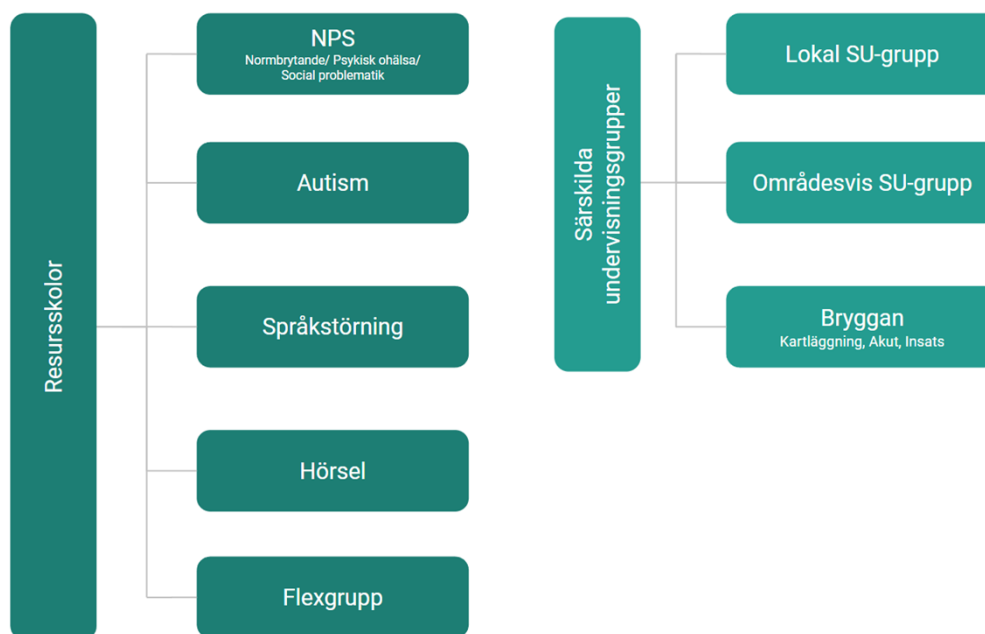 Resursskolor
NPS
Normbrytande/ Psykisk ohälsa/
Social problematik
Autism
Språkstörning
Hörsel
Flexgrupp
Särskilda
undervisningsgrupper
Lokal SU-grupp
Områdesvis SU-grupp
Bryggan
Kartläggning, Akut, Insats